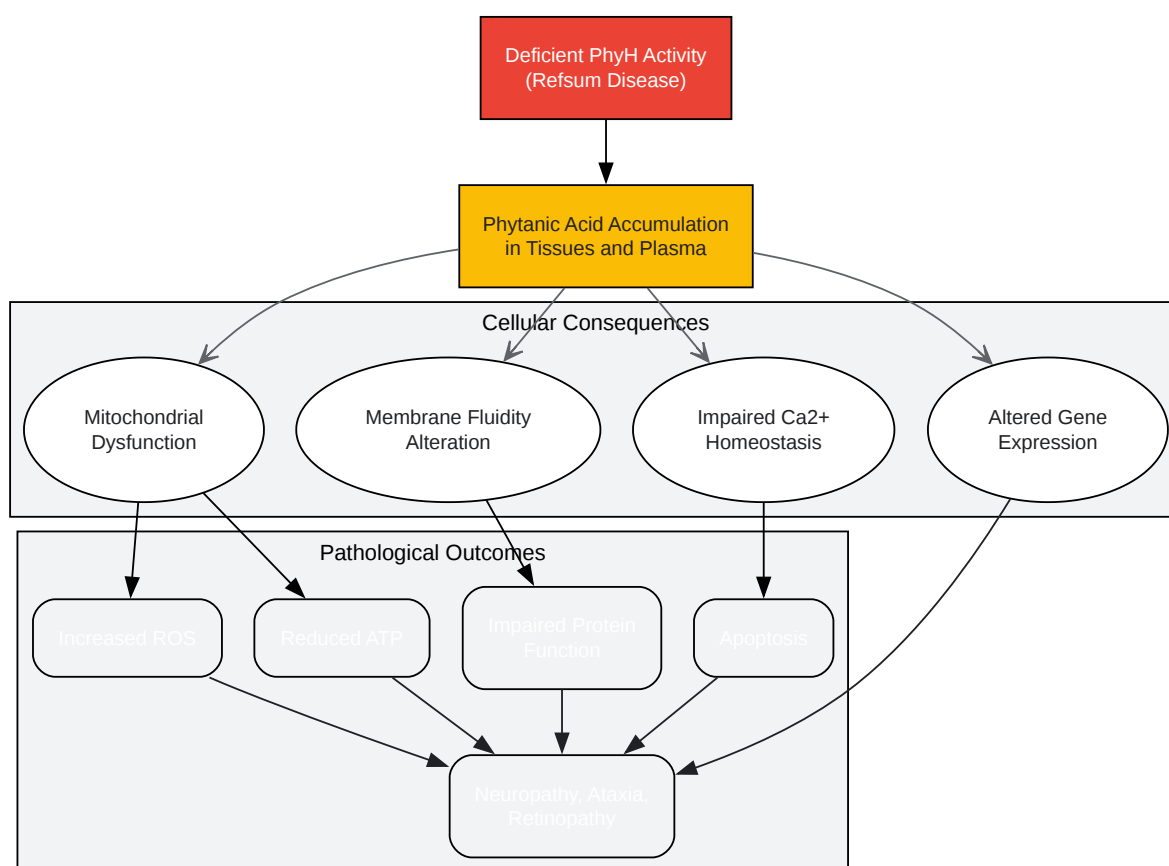 Deficient PhyH Activity
(Refsum Disease)
Phytanic Acid Accumulation
in Tissues and Plasma
Cellular Consequences
Mitochondrial
Dysfunction
Membrane Fluidity
Alteration
Impaired Ca2+
Homeostasis
Altered Gene
Expression
Pathological Outcomes
Increased ROS
Reduced ATP
Impaired Protein
Function
Apoptosis
Neuropathy, Ataxia,
Retinopathy